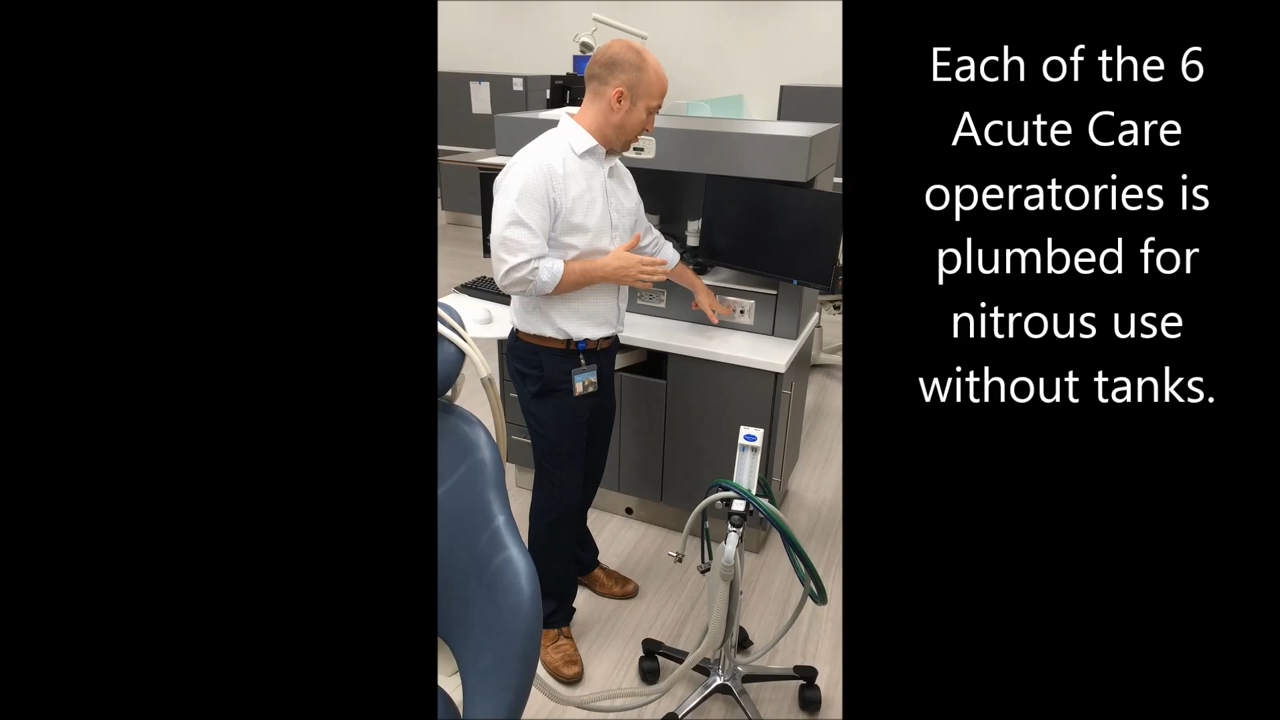 Each of the 6
Acute Care
operatories is
plumbed for
nitrous use
without tanks.